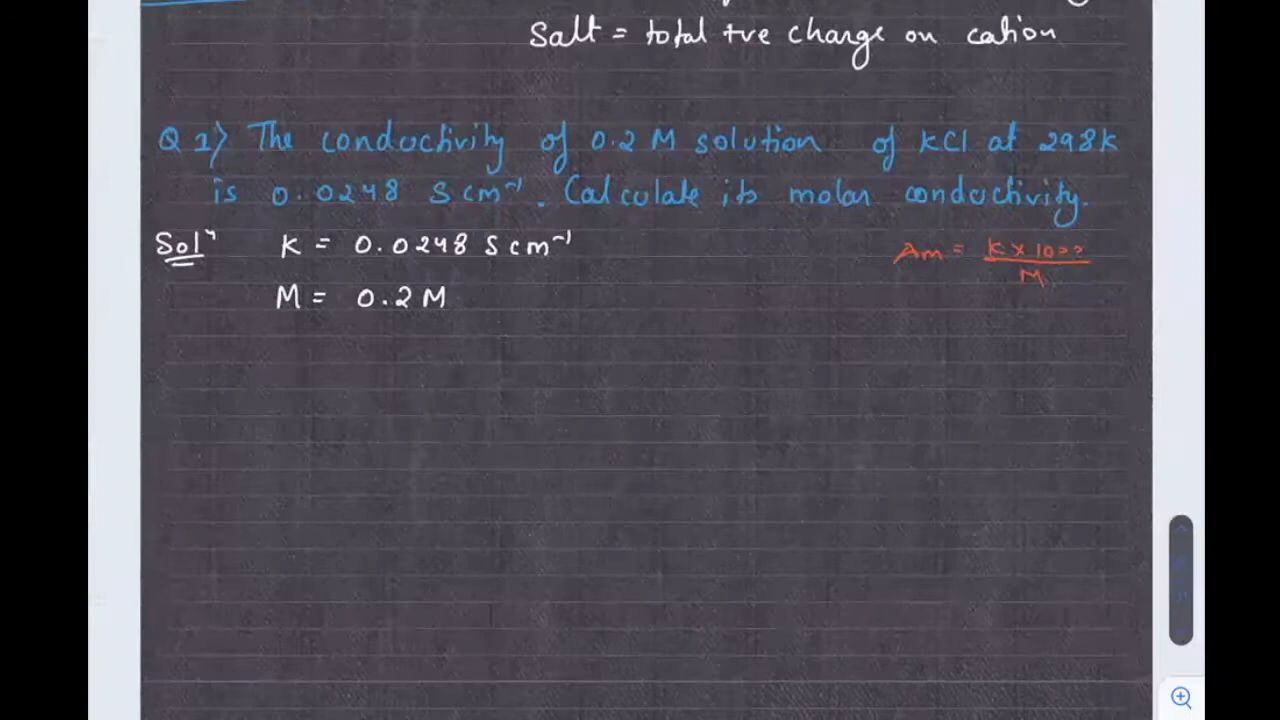 Salt = total +ve charge on cation
Q 1) The conductivity of 0.2 M solution of KCl at 298K
is 0.0248 S cm⁻¹. Calculate its molar conductivity.
Solⁿ K = 0.0248 S cm⁻¹
Λm = K × 1000 / M
M = 0.2 M